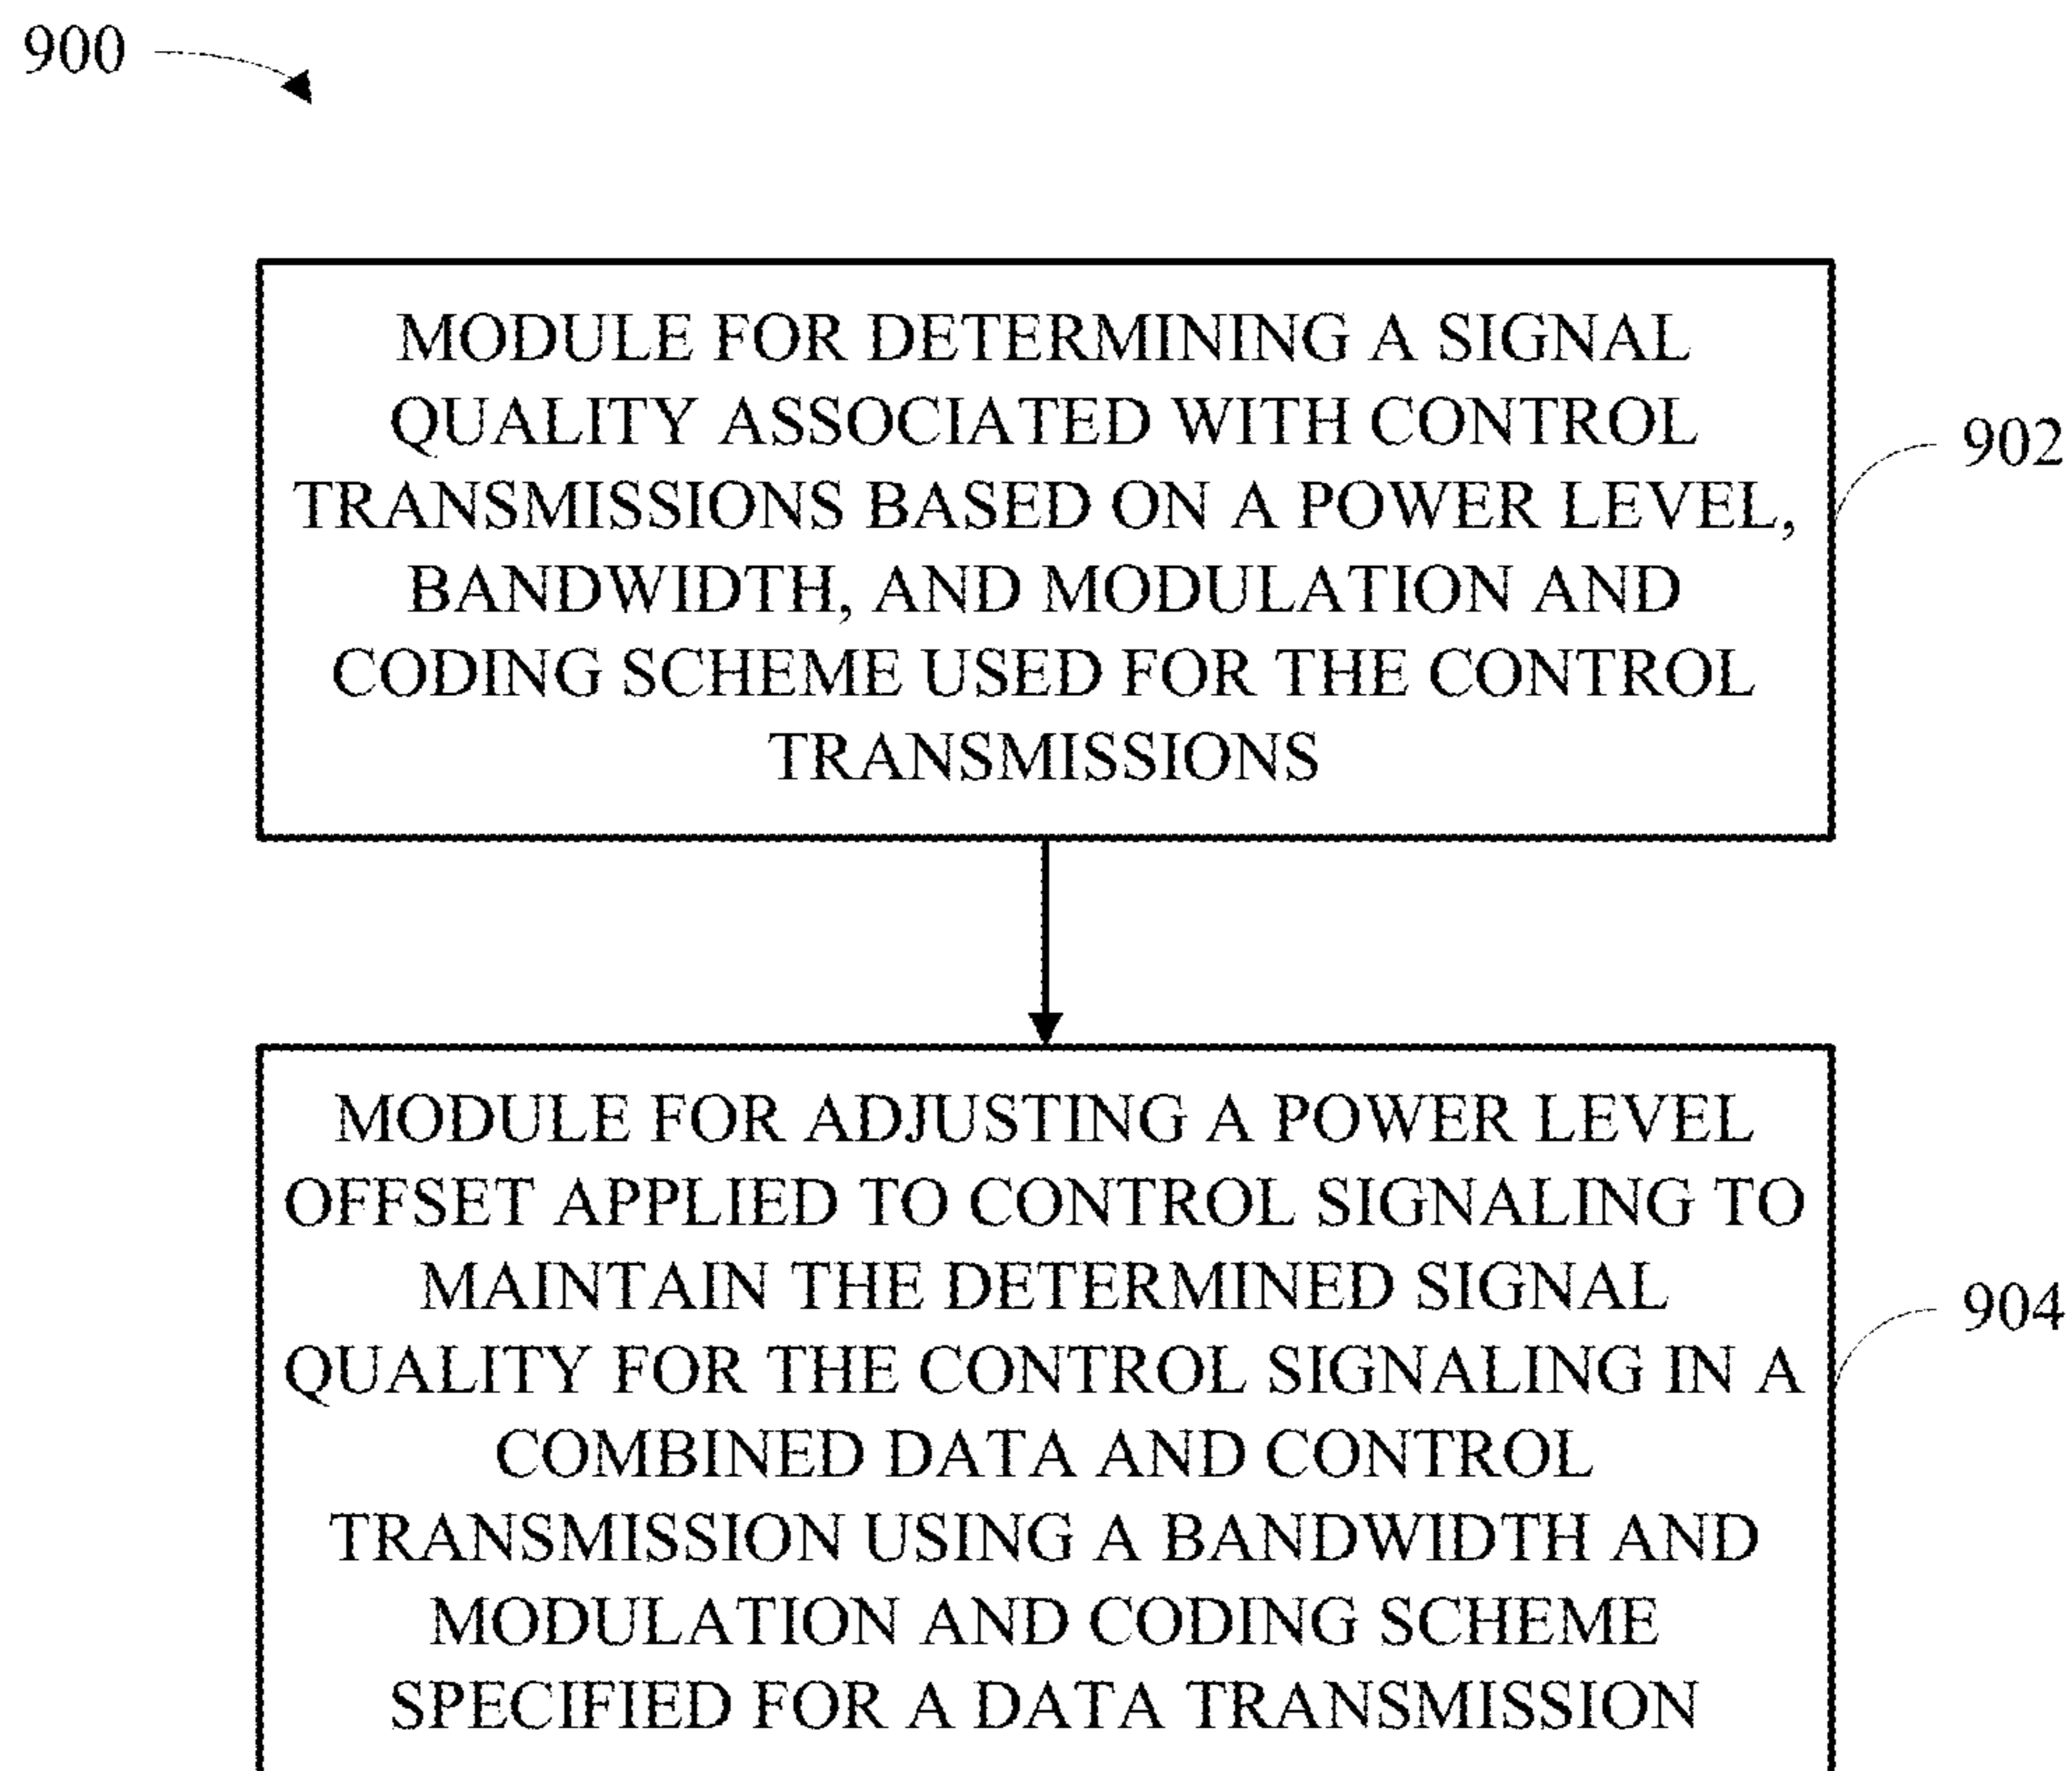 900
MODULE FOR DETERMINING A SIGNAL
QUALITY ASSOCIATED WITH CONTROL
TRANSMISSIONS BASED ON A POWER LEVEL,
BANDWIDTH, AND MODULATION AND
CODING SCHEME USED FOR THE CONTROL
TRANSMISSIONS
902
MODULE FOR ADJUSTING A POWER LEVEL
OFFSET APPLIED TO CONTROL SIGNALING TO
MAINTAIN THE DETERMINED SIGNAL
QUALITY FOR THE CONTROL SIGNALING IN A
COMBINED DATA AND CONTROL
TRANSMISSION USING A BANDWIDTH AND
MODULATION AND CODING SCHEME
SPECIFIED FOR A DATA TRANSMISSION
904